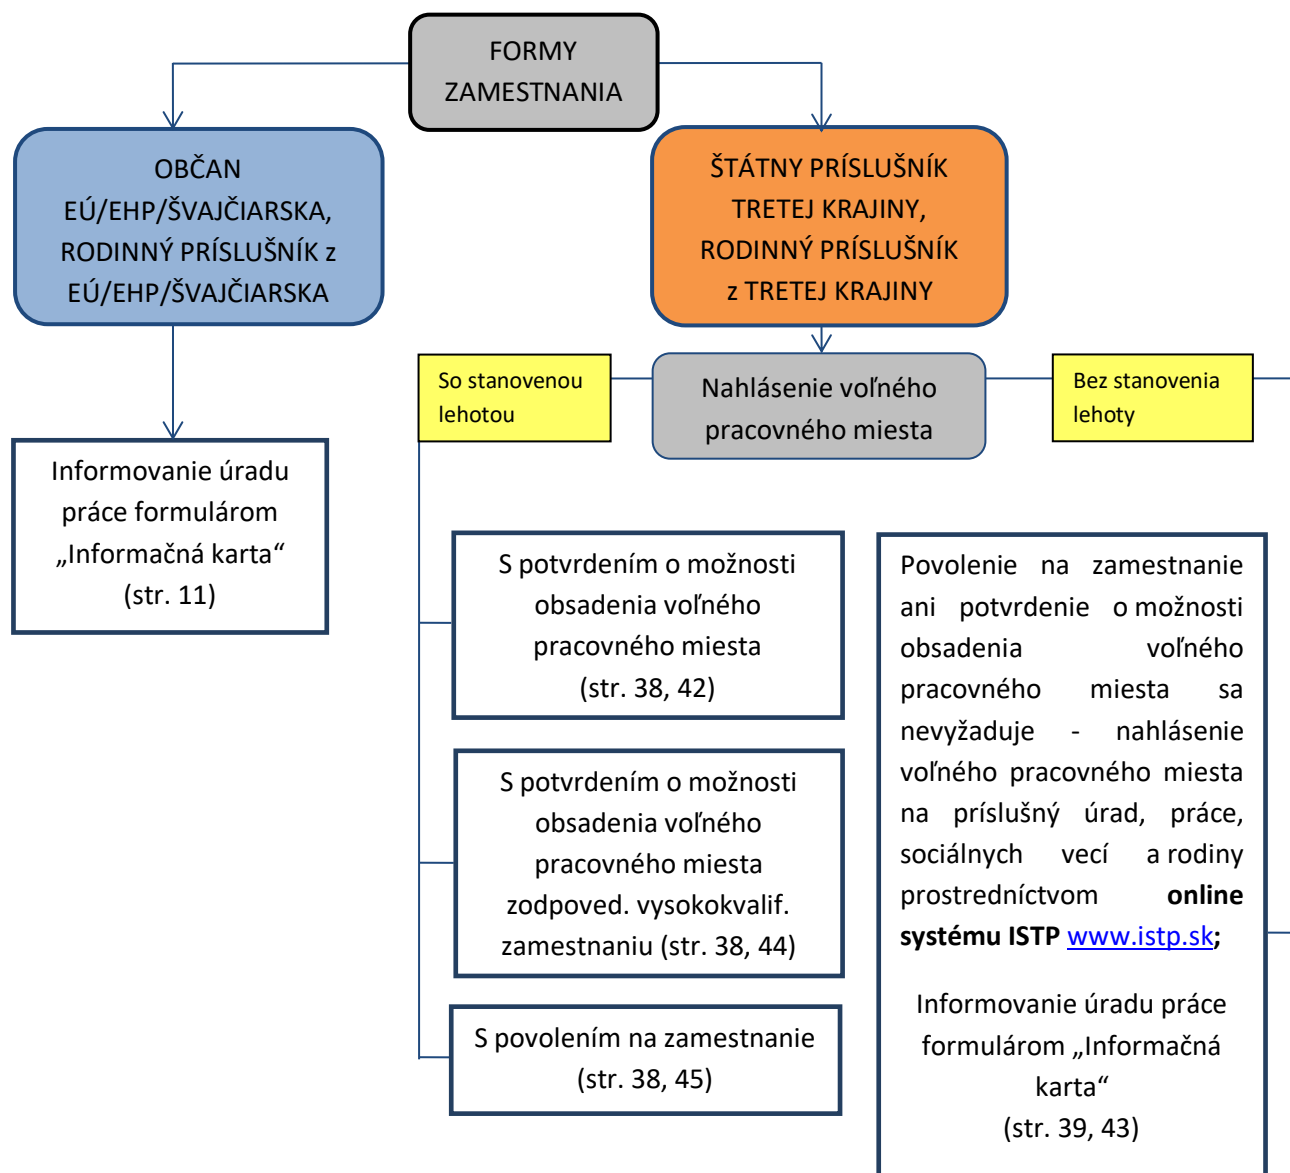 FORMY
ZAMESTNANIA
OBČAN
EÚ/EHP/ŠVAJČIARSKA,
RODINNÝ PRÍSLUŠNÍK z
EÚ/EHP/ŠVAJČIARSKA
ŠTÁTNY PRÍSLUŠNÍK
TRETEJ KRAJINY,
RODINNÝ PRÍSLUŠNÍK
z TRETEJ KRAJINY
So stanovenou
lehotou
Nahlásenie voľného
pracovného miesta
Bez stanovenia
lehoty
Informovanie úradu
práce formulárom
„Informačná karta“
(str. 11)
S potvrdením o možnosti
obsadenia voľného
pracovného miesta
(str. 38, 42)
S potvrdením o možnosti
obsadenia voľného
pracovného miesta
zodpoved. vysokokvalif.
zamestnaniu (str. 38, 44)
S povolením na zamestnanie
(str. 38, 45)
Povolenie na zamestnanie
ani potvrdenie o možnosti
obsadenia voľného
pracovného miesta sa
nevyžaduje - nahlásenie
voľného pracovného miesta
na príslušný úrad, práce,
sociálnych vecí a rodiny
prostredníctvom online
systému ISTP www.istp.sk;
Informovanie úradu práce
formulárom „Informačná
karta“
(str. 39, 43)